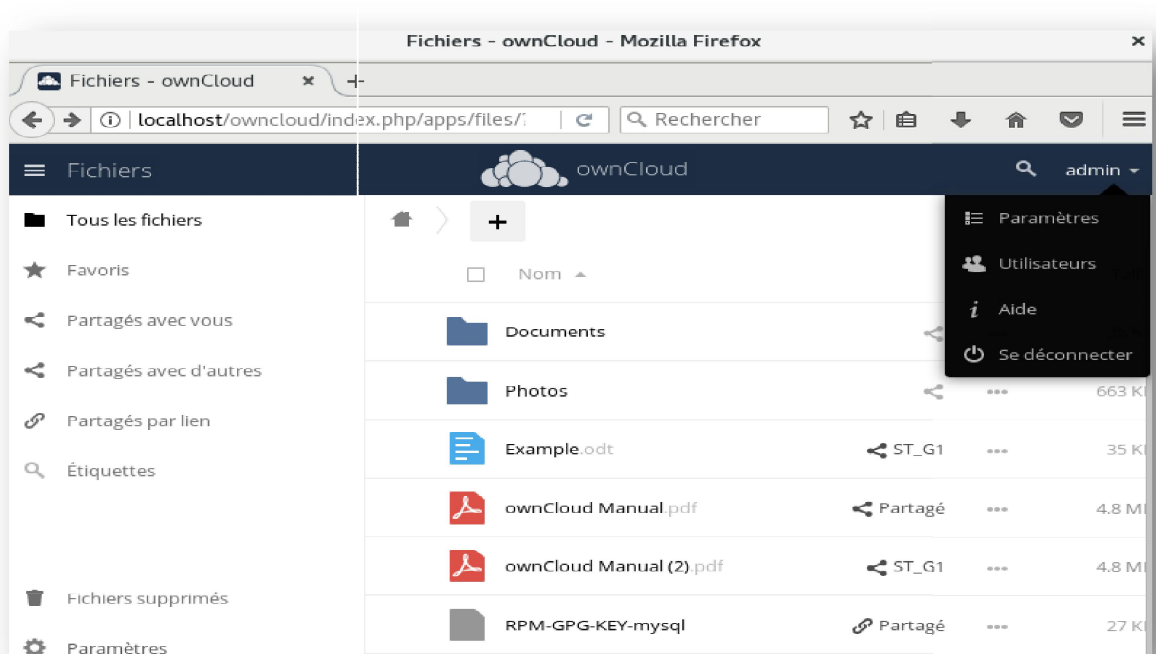 Fichiers - ownCloud - Mozilla Firefox
Fichiers - ownCloud
localhost/owncloud/index.php/apps/files/?
Rechercher
Fichiers
ownCloud
admin
Tous les fichiers
Favoris
Partagés avec vous
Partagés avec d'autres
Partagés par lien
Étiquettes
Fichiers supprimés
Paramètres
Paramètres
Utilisateurs
Aide
Se déconnecter
Nom
Documents
Photos 663
Example.odt ST_G1 35
ownCloud Manual.pdf Partagé 4.8
ownCloud Manual (2).pdf ST_G1 4.8
RPM-GPG-KEY-mysql Partagé 27